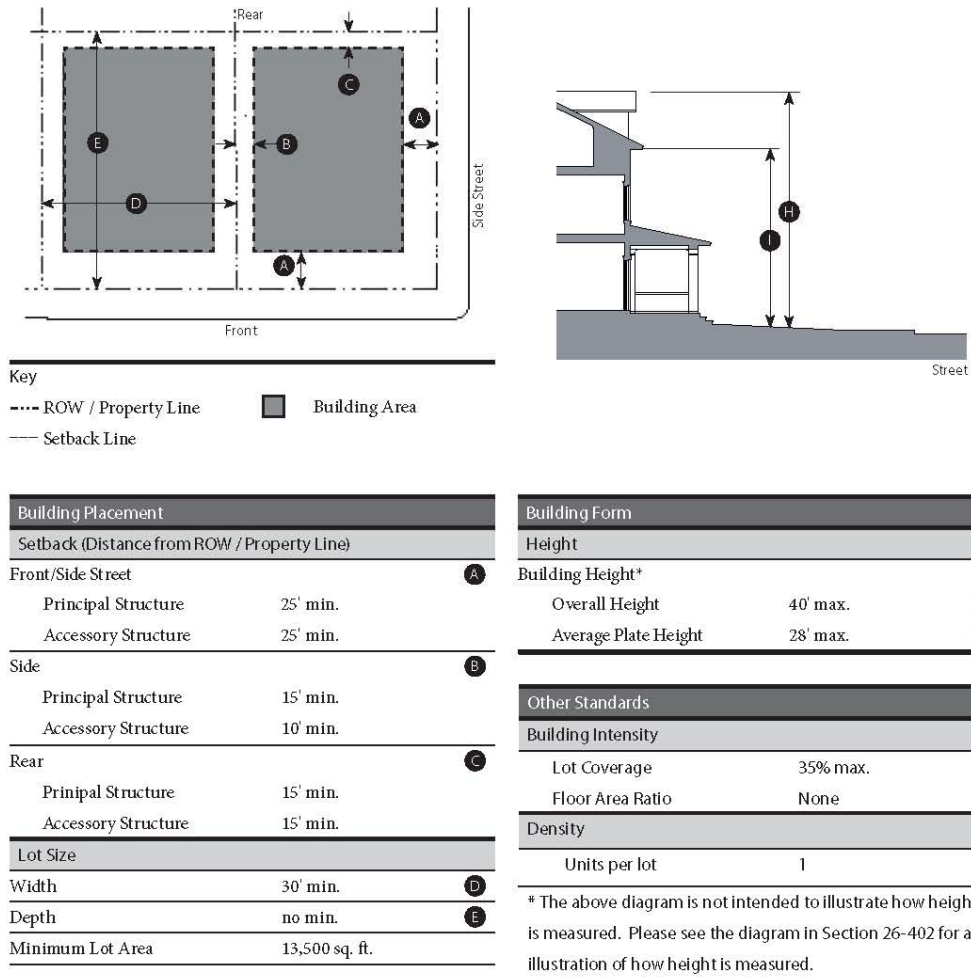 Rear
C
A
E
B
D
Side Street
A
Front
H
I
Street
Key
ROW / Property Line
Building Area
Setback Line
Building Placement
Setback (Distance from ROW / Property Line)
Front/Side Street A
Principal Structure 25' min.
Accessory Structure 25' min.
Side B
Principal Structure 15' min.
Accessory Structure 10' min.
Rear C
Prinipal Structure 15' min.
Accessory Structure 15' min.
Lot Size
Width 30' min. D
Depth no min. E
Minimum Lot Area 13,500 sq. ft.
Building Form
Height
Building Height*
Overall Height 40' max.
Average Plate Height 28' max.
Other Standards
Building Intensity
Lot Coverage 35% max.
Floor Area Ratio None
Density
Units per lot 1
* The above diagram is not intended to illustrate how heigh
is measured. Please see the diagram in Section 26-402 for a
illustration of how height is measured.